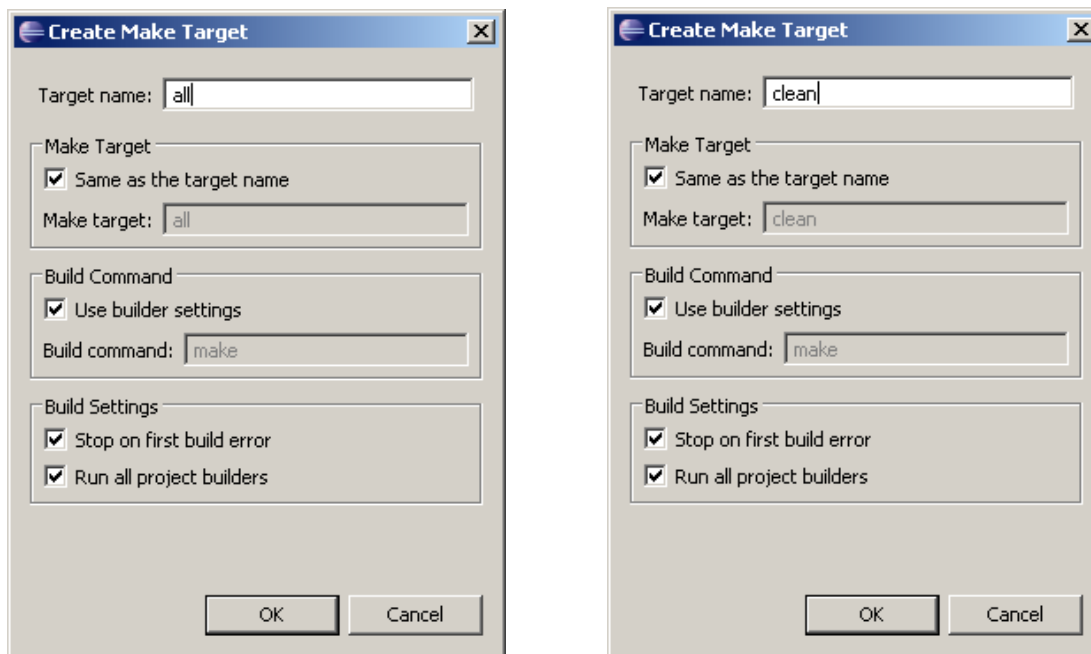 Create Make Target
Target name: all
Make Target
Same as the target name
Make target: all
Build Command
Use builder settings
Build command: make
Build Settings
Stop on first build error
Run all project builders
OK Cancel
Create Make Target
Target name: clean
Make Target
Same as the target name
Make target: clean
Build Command
Use builder settings
Build command: make
Build Settings
Stop on first build error
Run all project builders
OK Cancel